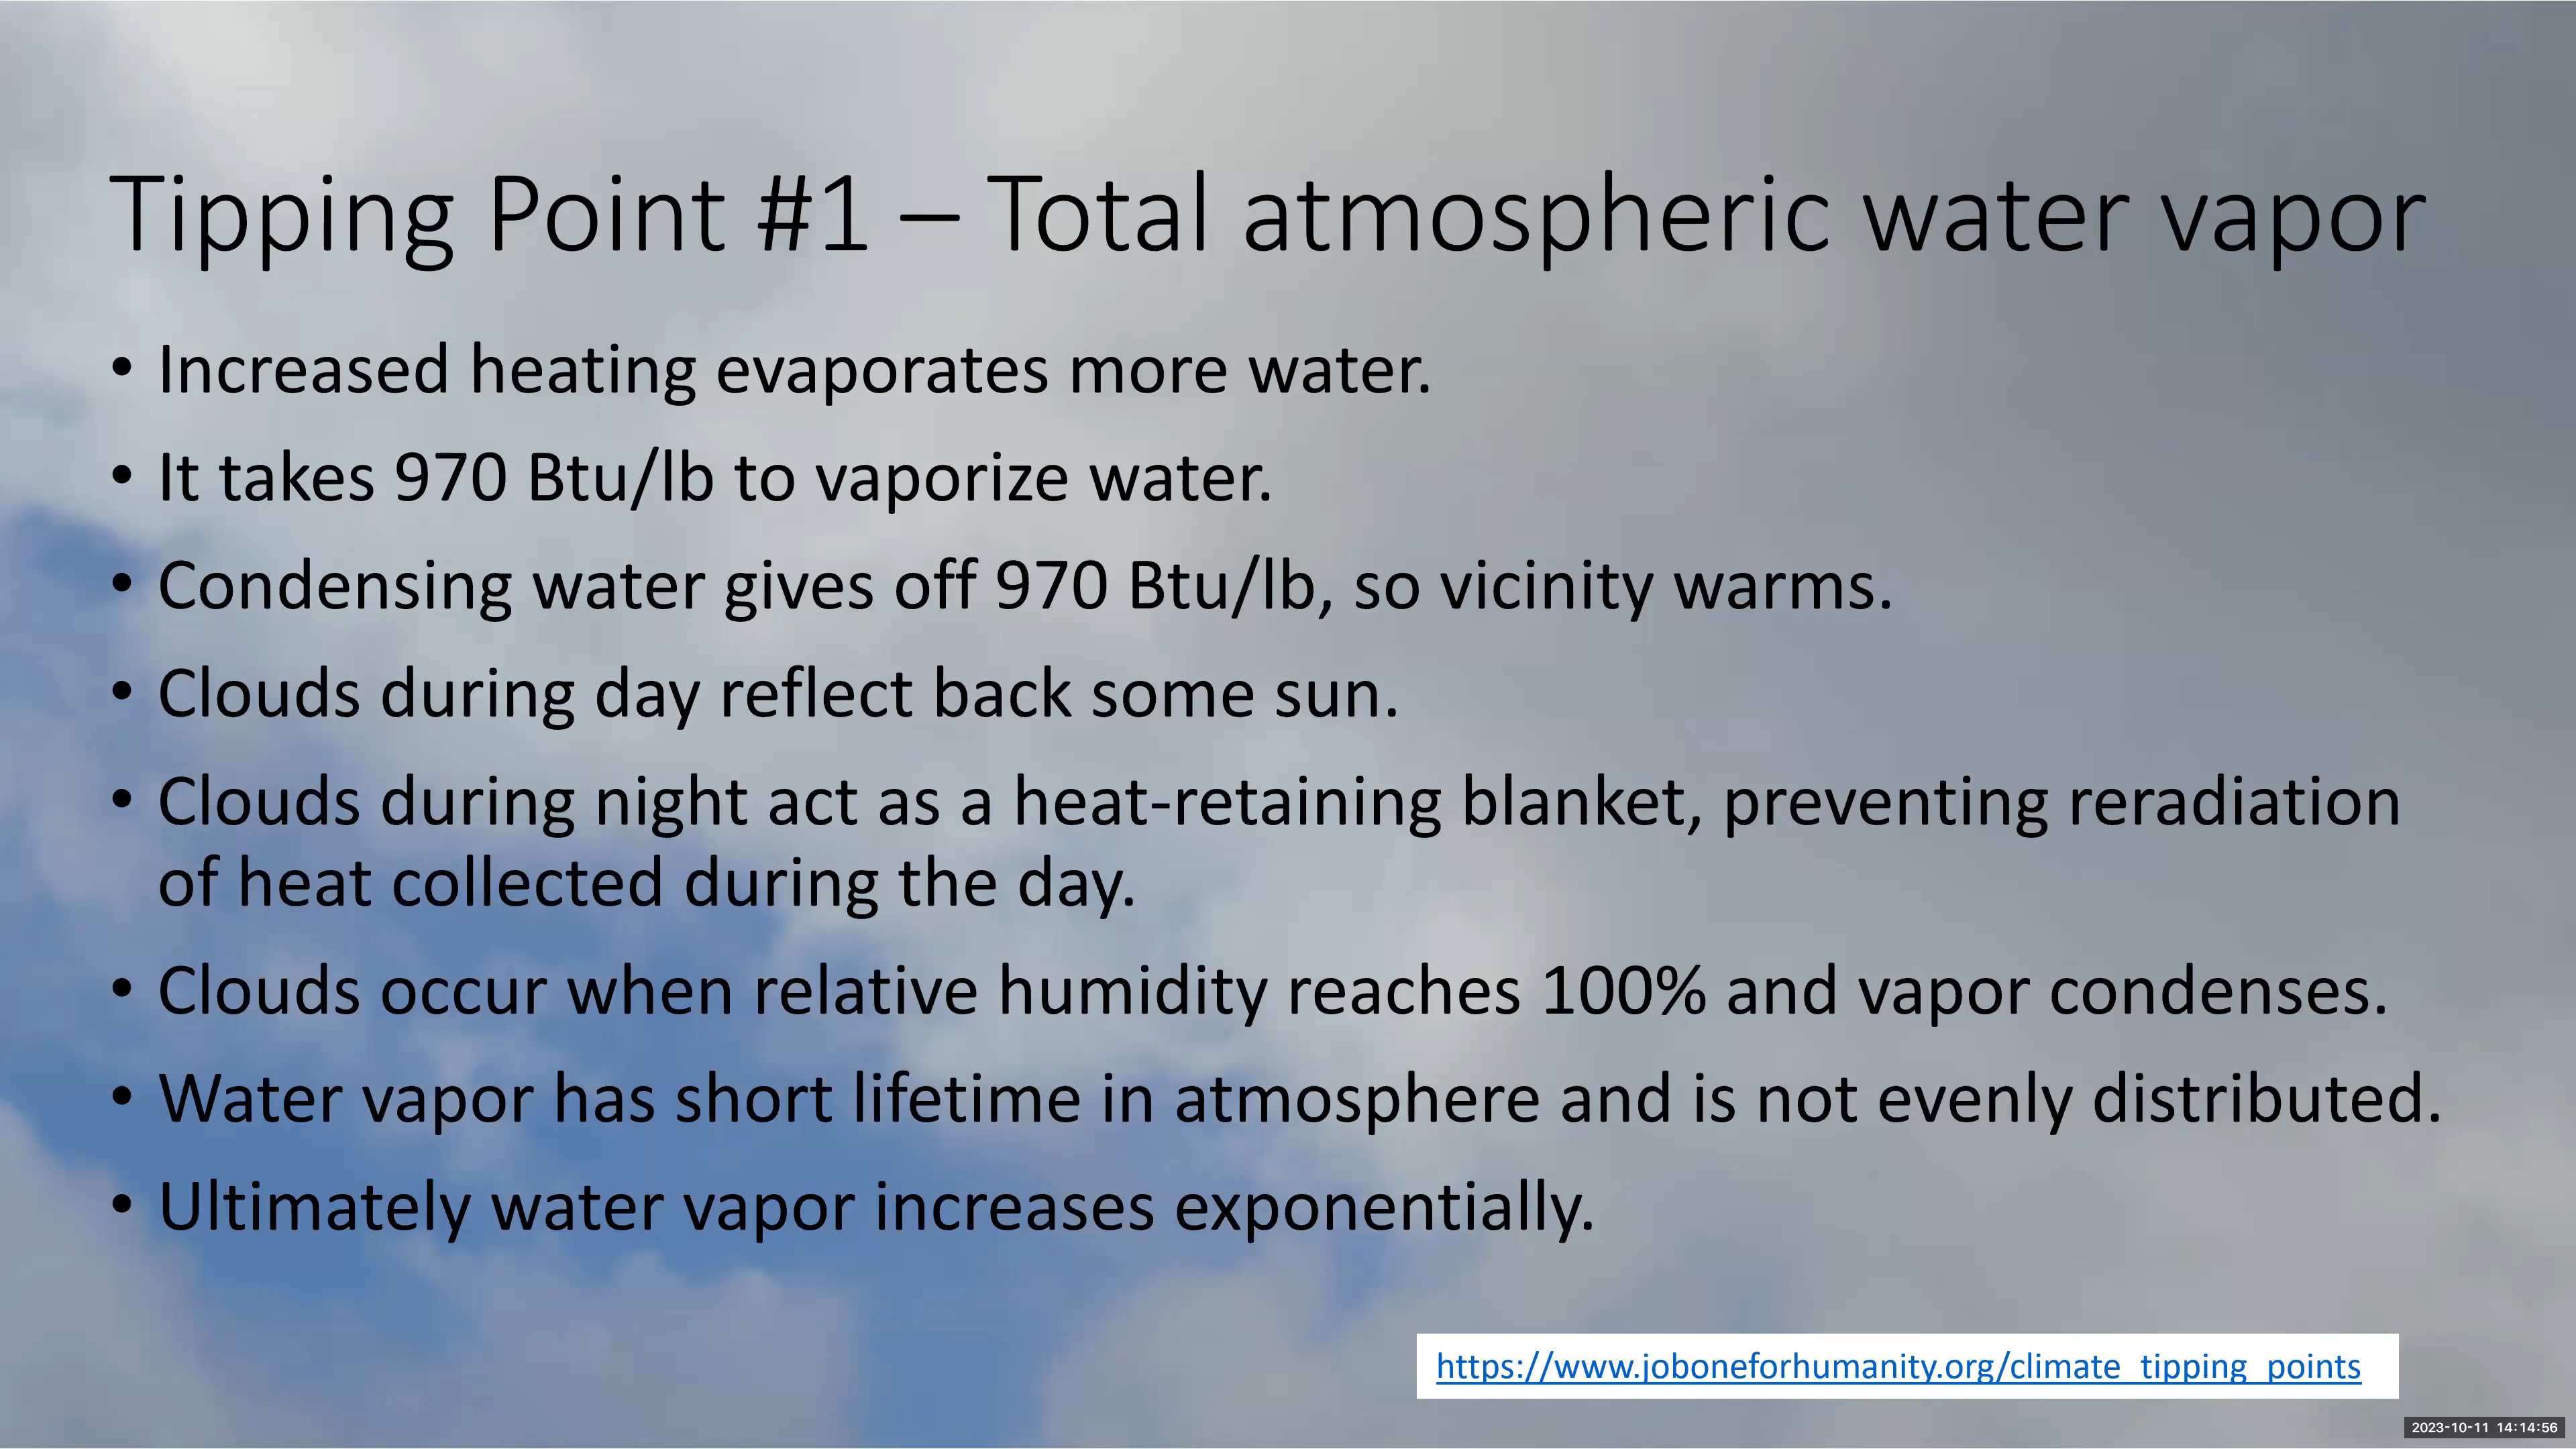 Tipping Point #1 – Total atmospheric water vapor
• Increased heating evaporates more water.
• It takes 970 Btu/lb to vaporize water.
• Condensing water gives off 970 Btu/lb, so vicinity warms.
• Clouds during day reflect back some sun.
• Clouds during night act as a heat-retaining blanket, preventing reradiation
of heat collected during the day.
• Clouds occur when relative humidity reaches 100% and vapor condenses.
• Water vapor has short lifetime in atmosphere and is not evenly distributed.
• Ultimately water vapor increases exponentially.
https://www.joboneforhumanity.org/climate_tipping_points
2023-10-11 14:14:56